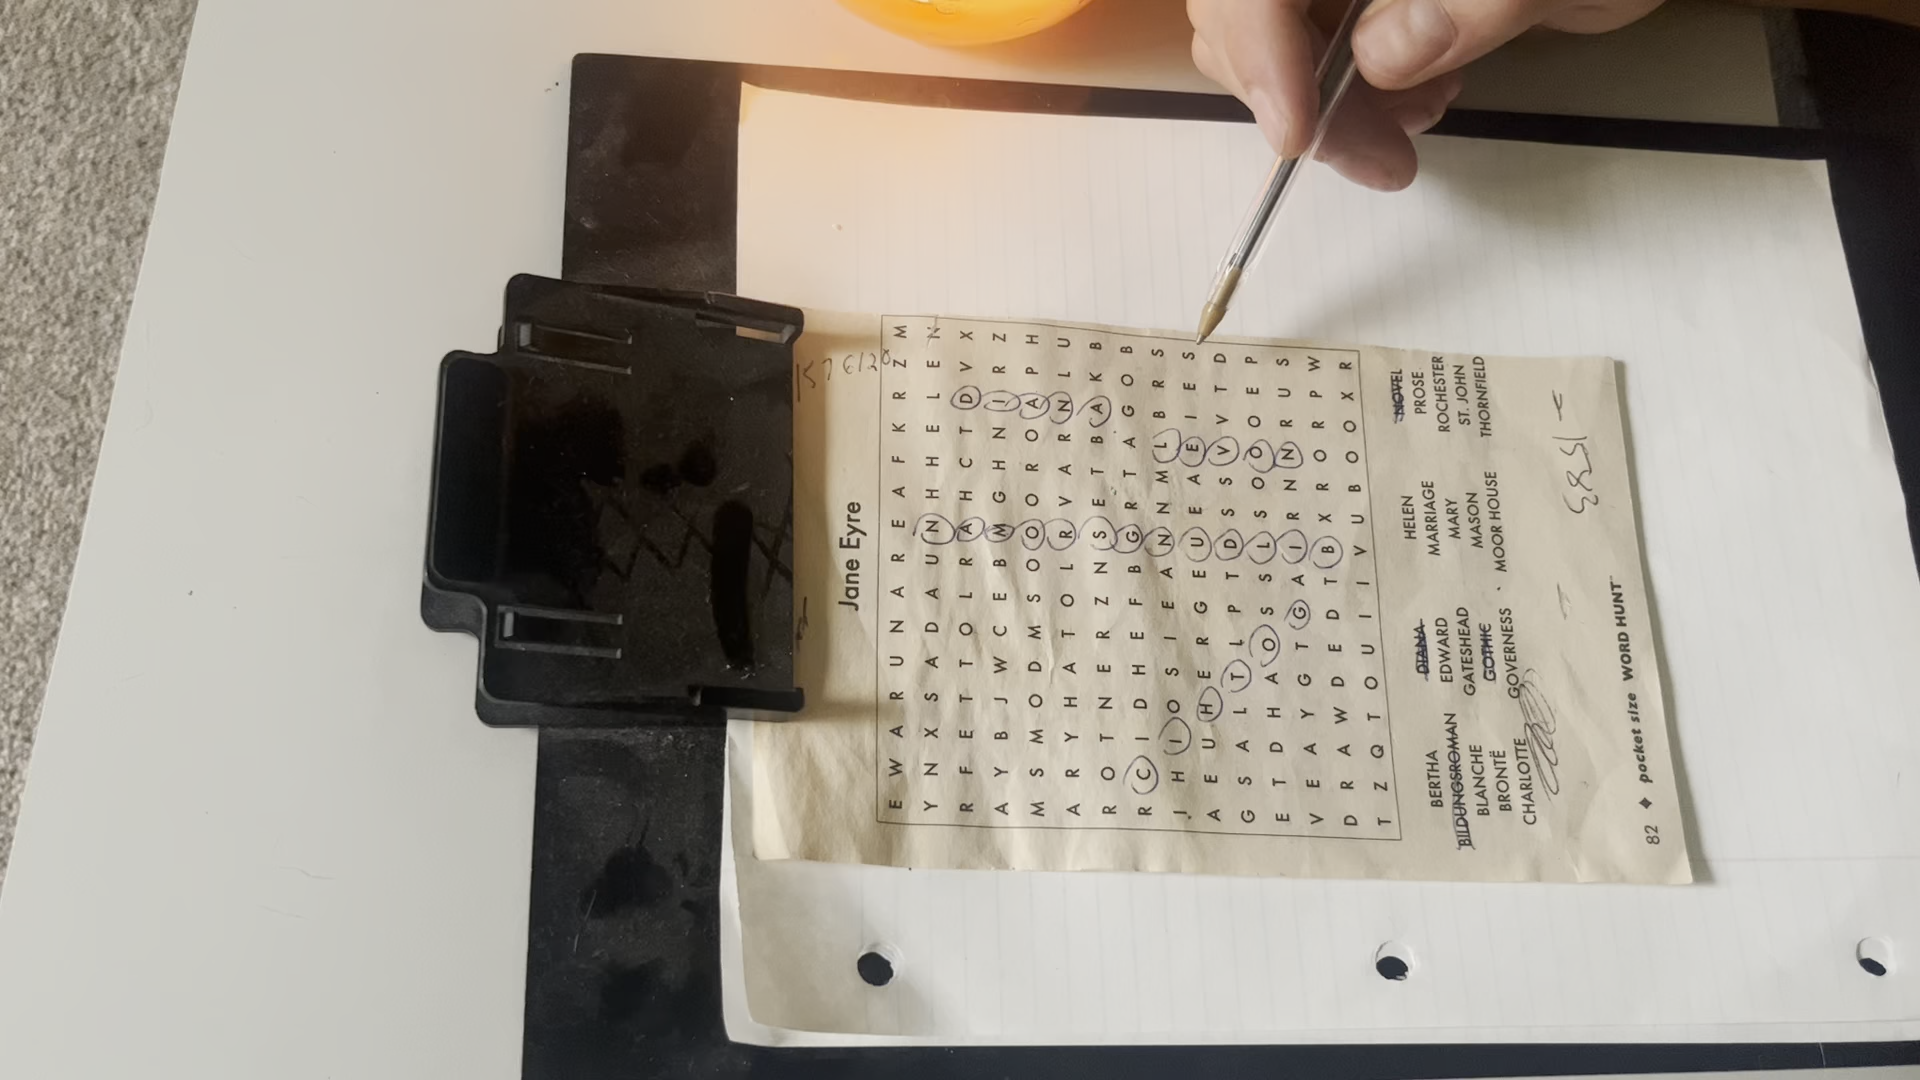 Jane Eyre
E W A R U N A R E A F K R Z M
Y N X S A D A U N H H E L E N
R F E T T O L R A H C T D V X
A Y B J W C E B M G H N I R Z
M S M O D M S O O O R O A P H
A R Y H A T O L R V A R N L U
R O T N E R Z N S E T B A K B
R C I D H E F B G R T A G O B
J H I O S I E A N N M L B R S
A E U H E R G E U E A E I E S
G S A L T L P T D S S V V T D
E T D H A O S S L S O O O E P
V E A Y G T G A I R N N R U S
D R A W D E D T B X R O R P W
T Z Q T O U I I V U B O O X R
BERTHA
BILDUNGSROMAN
BLANCHE
BRONTË
CHARLOTTE
DIANA
EDWARD
GATESHEAD
GOTHIC
GOVERNESS
HELEN
MARRIAGE
MARY
MASON
MOOR HOUSE
NOVEL
PROSE
ROCHESTER
ST. JOHN
THORNFIELD
82 ◆ pocket size WORD HUNT™